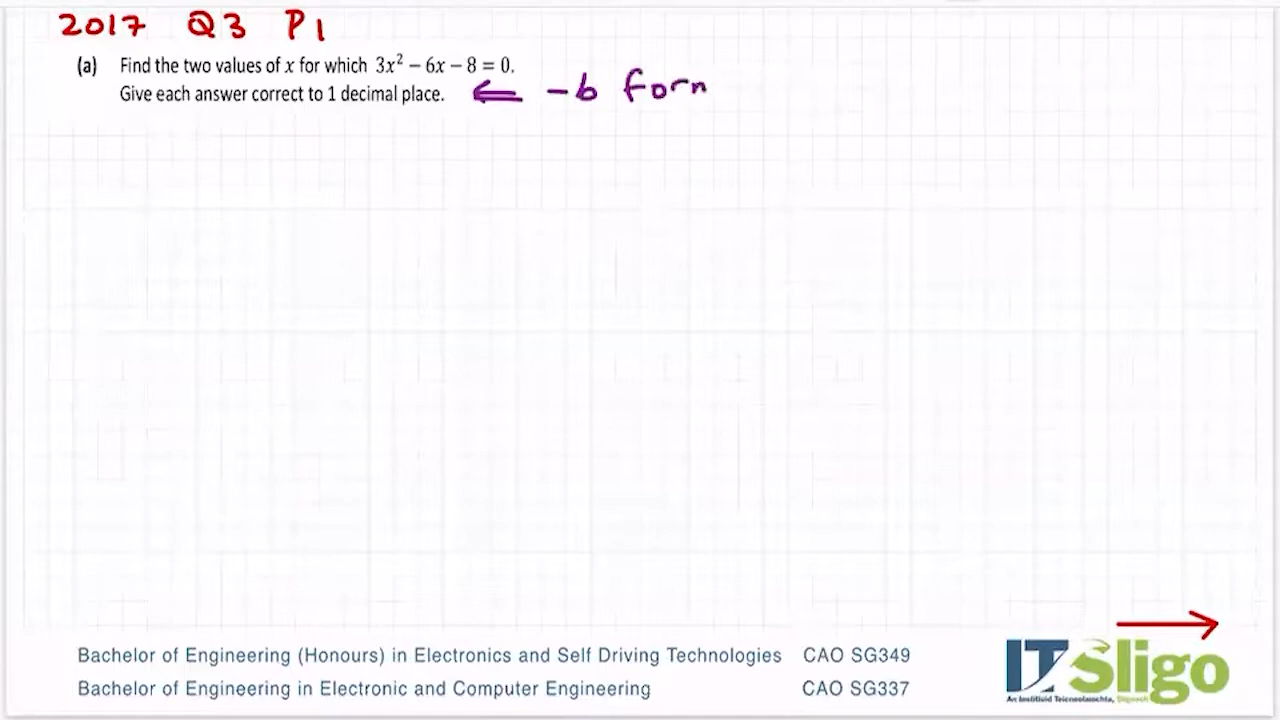 2017 Q3 P1
(a) Find the two values of x for which 3x² − 6x − 8 = 0.
Give each answer correct to 1 decimal place. ⇐ -b form
Bachelor of Engineering (Honours) in Electronics and Self Driving Technologies CAO SG349
Bachelor of Engineering in Electronic and Computer Engineering CAO SG337
IT Sligo
An Institiúid Teicneolaíochta, Sligeach